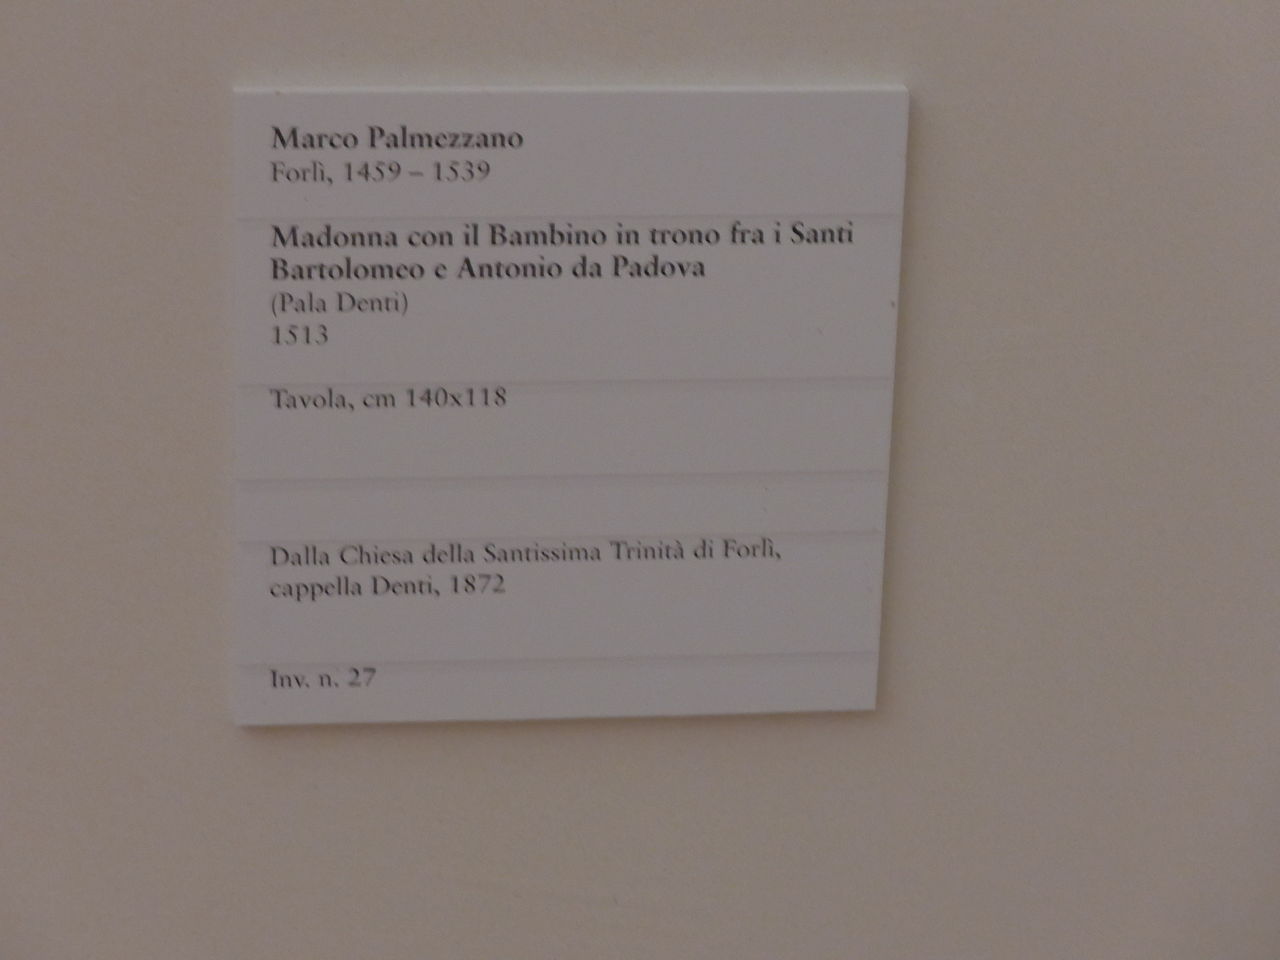 Marco Palmezzano
Forlì, 1459 – 1539
Madonna con il Bambino in trono fra i Santi
Bartolomeo e Antonio da Padova
(Pala Denti)
1513
Tavola, cm 140x118
Dalla Chiesa della Santissima Trinità di Forlì,
cappella Denti, 1872
Inv. n. 27